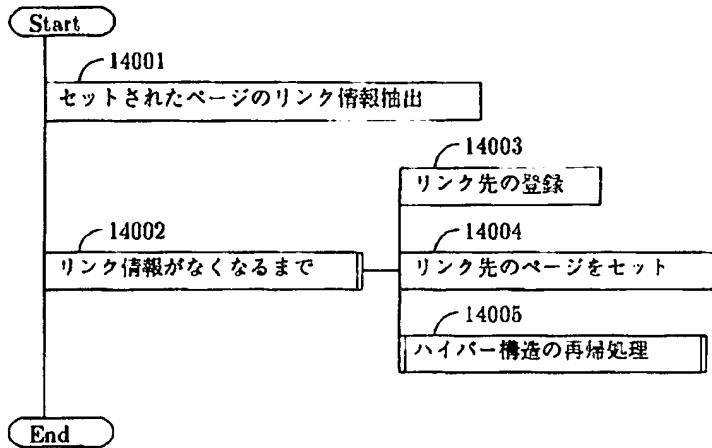 Start
14001
セットされたページのリンク情報抽出
14003
リンク先の登録
14002
リンク情報がなくなるまで
14004
リンク先のページをセット
14005
ハイパー構造の再帰処理
End